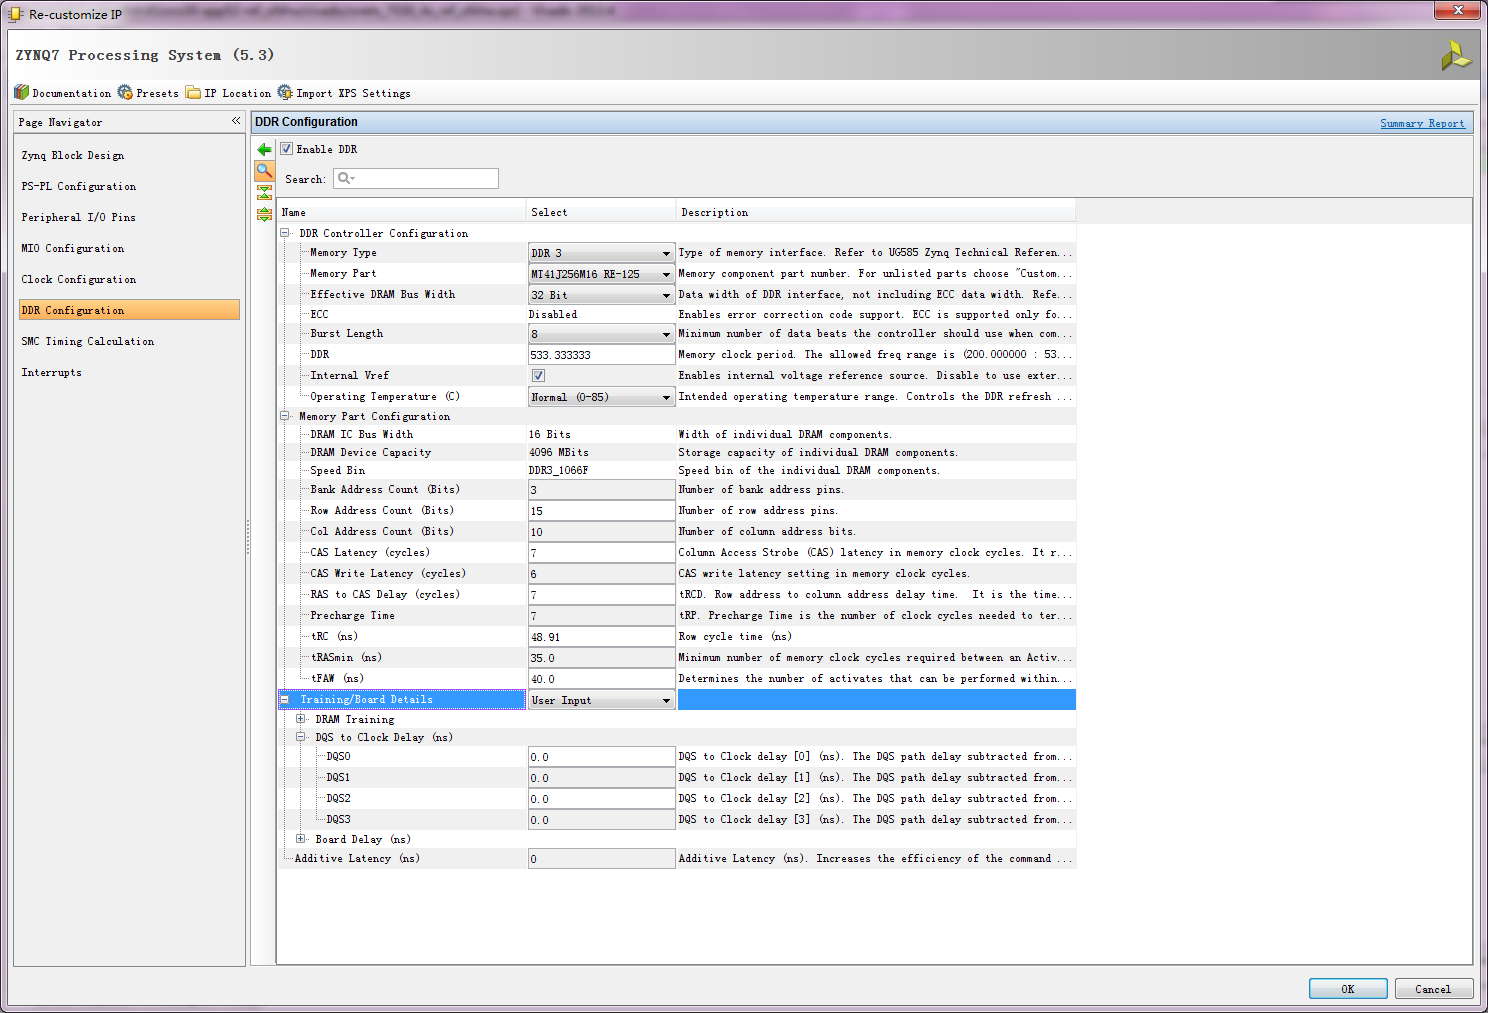 Re-customize IP
ZYNQ7 Processing System (5.3)
Documentation Presets IP Location Import XPS Settings
Page Navigator «
Zynq Block Design
PS-PL Configuration
Peripheral I/O Pins
MIO Configuration
Clock Configuration
DDR Configuration
SMC Timing Calculation
Interrupts
DDR Configuration Summary Report
Enable DDR
Search:
Name Select Description
DDR Controller Configuration
Memory Type DDR 3 Type of memory interface. Refer to UG585 Zynq Technical Referen...
Memory Part MT41J256M16 RE-125 Memory component part number. For unlisted parts choose "Custom...
Effective DRAM Bus Width 32 Bit Data width of DDR interface, not including ECC data width. Refe...
ECC Disabled Enables error correction code support. ECC is supported only fo...
Burst Length 8 Minimum number of data beats the controller should use when com...
DDR 533.333333 Memory clock period. The allowed freq range is (200.000000 : 53...
Internal Vref Enables internal voltage reference source. Disable to use exter...
Operating Temperature (C) Normal (0-85) Intended operating temperature range. Controls the DDR refresh ...
Memory Part Configuration
DRAM IC Bus Width 16 Bits Width of individual DRAM components.
DRAM Device Capacity 4096 MBits Storage capacity of individual DRAM components.
Speed Bin DDR3_1066F Speed bin of the individual DRAM components.
Bank Address Count (Bits) 3 Number of bank address pins.
Row Address Count (Bits) 15 Number of row address pins.
Col Address Count (Bits) 10 Number of column address bits.
CAS Latency (cycles) 7 Column Access Strobe (CAS) latency in memory clock cycles. It r...
CAS Write Latency (cycles) 6 CAS write latency setting in memory clock cycles.
RAS to CAS Delay (cycles) 7 tRCD. Row address to column address delay time. It is the time...
Precharge Time 7 tRP. Precharge Time is the number of clock cycles needed to ter...
tRC (ns) 48.91 Row cycle time (ns)
tRASmin (ns) 35.0 Minimum number of memory clock cycles required between an Activ...
tFAW (ns) 40.0 Determines the number of activates that can be performed within...
Training/Board Details User Input
DRAM Training
DQS to Clock Delay (ns)
DQS0 0.0 DQS to Clock delay [0] (ns). The DQS path delay subtracted from...
DQS1 0.0 DQS to Clock delay [1] (ns). The DQS path delay subtracted from...
DQS2 0.0 DQS to Clock delay [2] (ns). The DQS path delay subtracted from...
DQS3 0.0 DQS to Clock delay [3] (ns). The DQS path delay subtracted from...
Board Delay (ns)
Additive Latency (ns) 0 Additive Latency (ns). Increases the efficiency of the command ...
OK Cancel